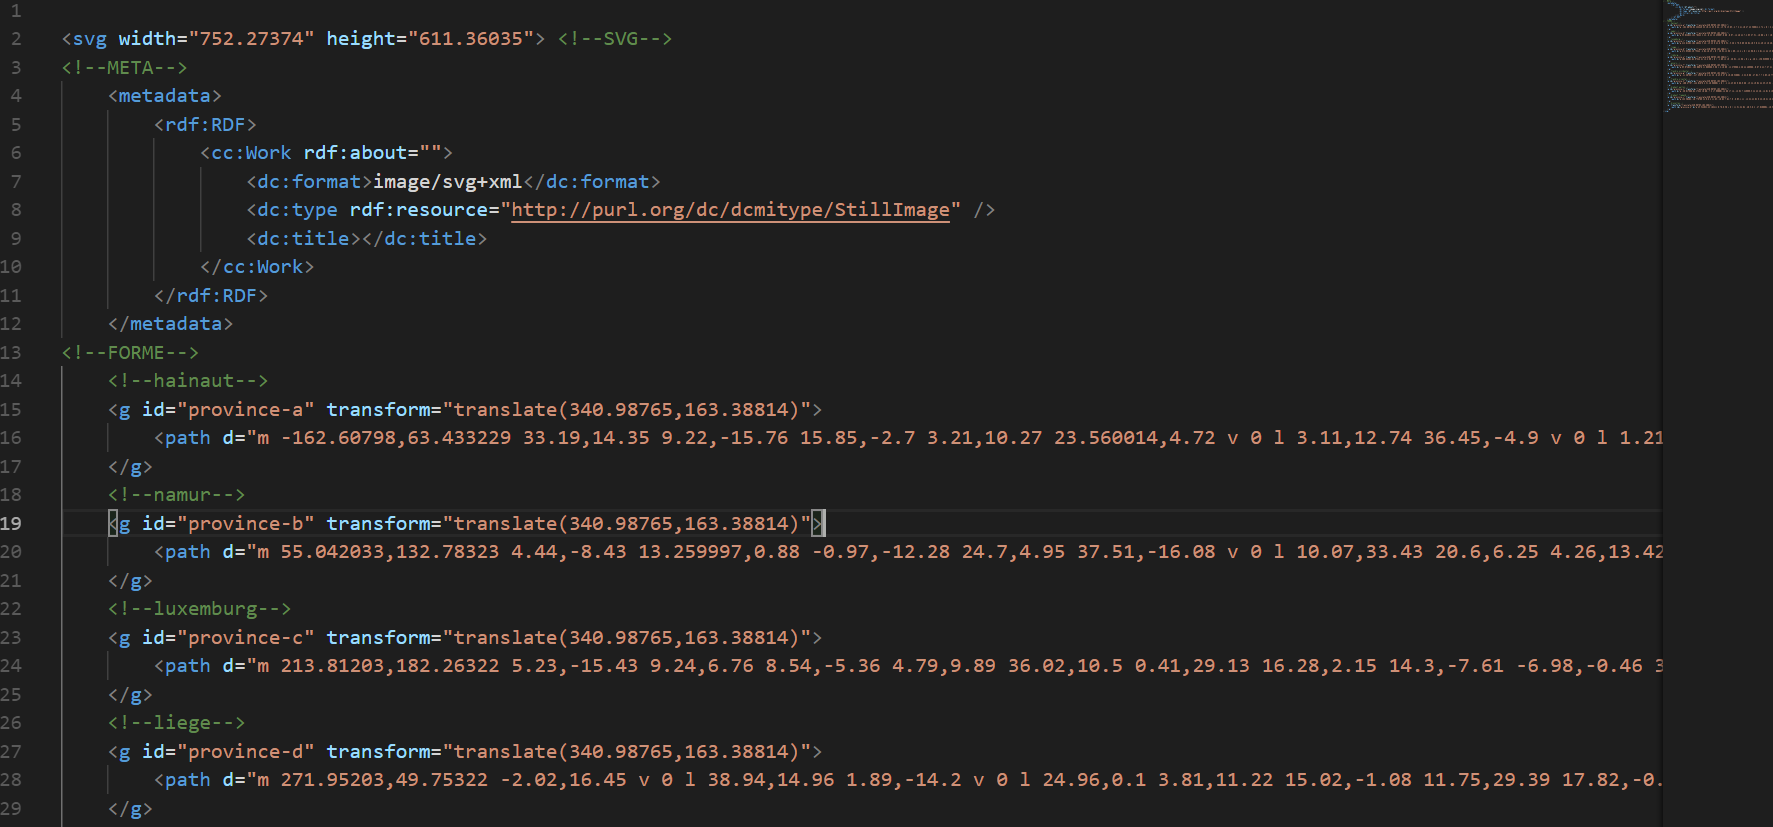 1
2 <svg width="752.27374" height="611.36035"> <!--SVG-->
3 <!--META-->
4 <metadata>
5 <rdf:RDF>
6 <cc:Work rdf:about="">
7 <dc:format>image/svg+xml</dc:format>
8 <dc:type rdf:resource="http://purl.org/dc/dcmitype/StillImage" />
9 <dc:title></dc:title>
10 </cc:Work>
11 </rdf:RDF>
12 </metadata>
13 <!--FORME-->
14 <!--hainaut-->
15 <g id="province-a" transform="translate(340.98765,163.38814)">
16 <path d="m -162.60798,63.433229 33.19,14.35 9.22,-15.76 15.85,-2.7 3.21,10.27 23.560014,4.72 v 0 l 3.11,12.74 36.45,-4.9 v 0 l 1.21
17 </g>
18 <!--namur-->
19 <g id="province-b" transform="translate(340.98765,163.38814)">
20 <path d="m 55.042033,132.78323 4.44,-8.43 13.259997,0.88 -0.97,-12.28 24.7,4.95 37.51,-16.08 v 0 l 10.07,33.43 20.6,6.25 4.26,13.42
21 </g>
22 <!--luxemburg-->
23 <g id="province-c" transform="translate(340.98765,163.38814)">
24 <path d="m 213.81203,182.26322 5.23,-15.43 9.24,6.76 8.54,-5.36 4.79,9.89 36.02,10.5 0.41,29.13 16.28,2.15 14.3,-7.61 -6.98,-0.46 3
25 </g>
26 <!--liege-->
27 <g id="province-d" transform="translate(340.98765,163.38814)">
28 <path d="m 271.95203,49.75322 -2.02,16.45 v 0 l 38.94,14.96 1.89,-14.2 v 0 l 24.96,0.1 3.81,11.22 15.02,-1.08 11.75,29.39 17.82,-0.
29 </g>